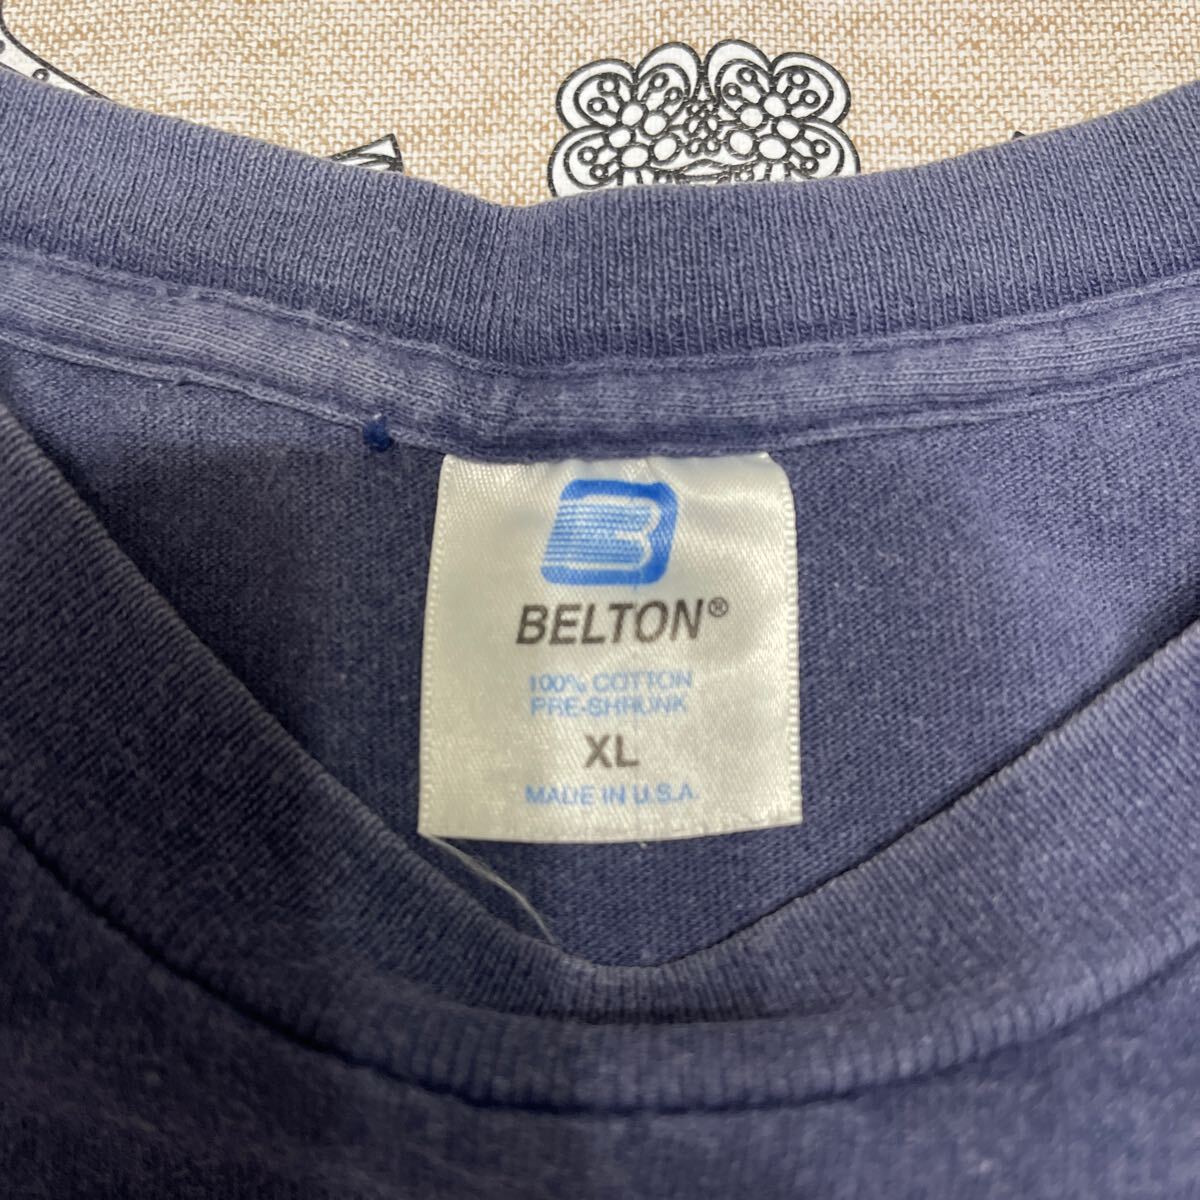 B
BELTON®
100% COTTON
PRE-SHRUNK
XL
MADE IN U.S.A.